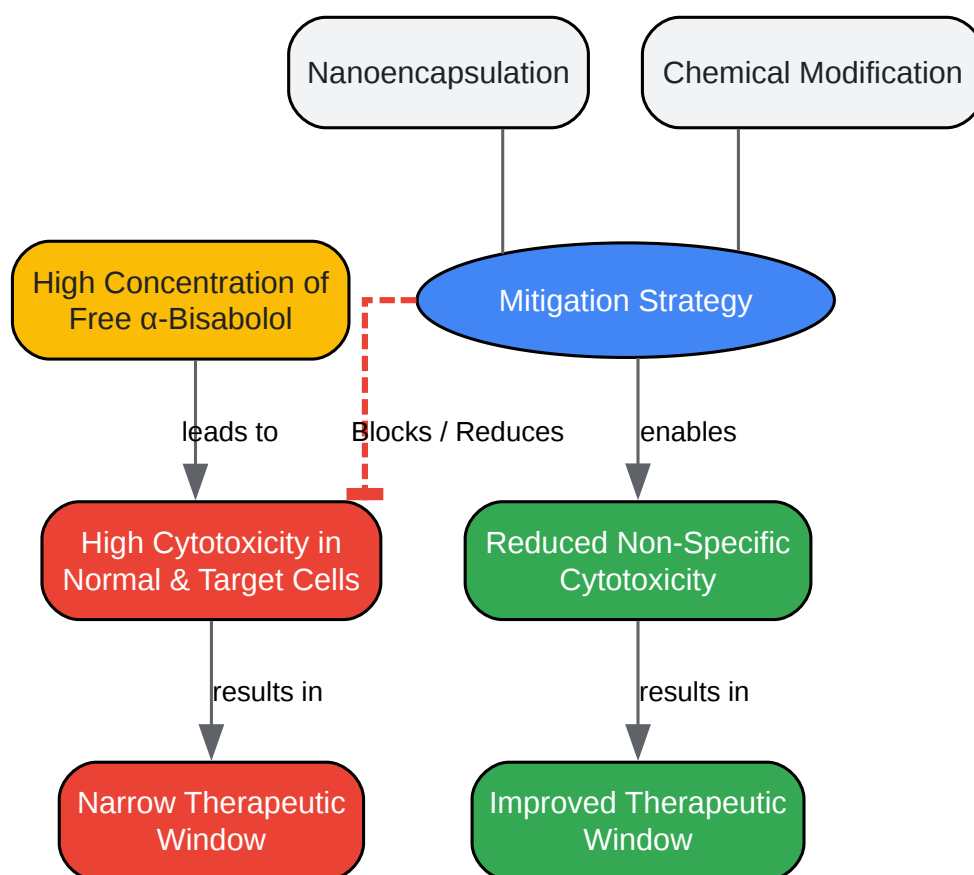 Nanoencapsulation
Chemical Modification
High Concentration of
Free α-Bisabolol
Mitigation Strategy
leads to
Blocks / Reduces
enables
High Cytotoxicity in
Normal & Target Cells
Reduced Non-Specific
Cytotoxicity
results in
results in
Narrow Therapeutic
Window
Improved Therapeutic
Window